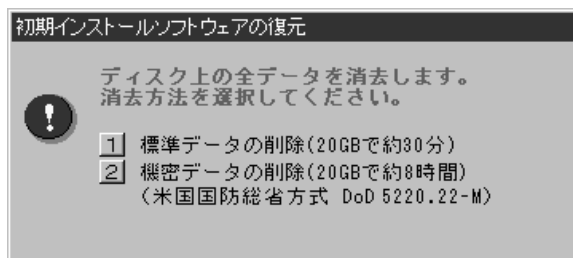 初期インストールソフトウェアの復元
ディスク上の全データを消去します。
消去方法を選択してください。
1 標準データの削除(20GBで約30分)
2 機密データの削除(20GBで約8時間)
(米国国防総省方式 DoD 5220.22-M)